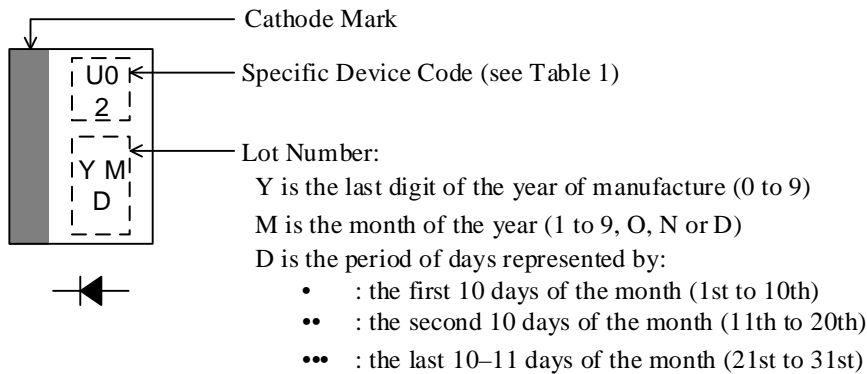 Cathode Mark
U0
2
Specific Device Code (see Table 1)
Y M
D
Lot Number:
Y is the last digit of the year of manufacture (0 to 9)
M is the month of the year (1 to 9, O, N or D)
D is the period of days represented by:
• : the first 10 days of the month (1st to 10th)
•• : the second 10 days of the month (11th to 20th)
••• : the last 10–11 days of the month (21st to 31st)